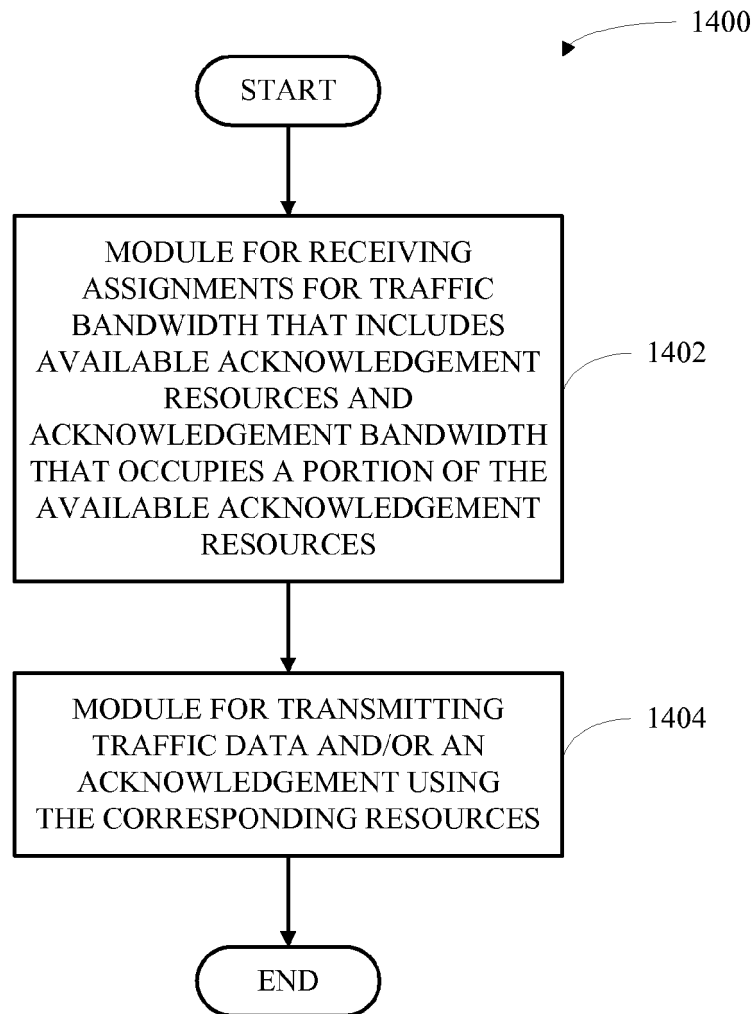 1400
START
MODULE FOR RECEIVING
ASSIGNMENTS FOR TRAFFIC
BANDWIDTH THAT INCLUDES
AVAILABLE ACKNOWLEDGEMENT
RESOURCES AND
ACKNOWLEDGEMENT BANDWIDTH
THAT OCCUPIES A PORTION OF THE
AVAILABLE ACKNOWLEDGEMENT
RESOURCES
1402
MODULE FOR TRANSMITTING
TRAFFIC DATA AND/OR AN
ACKNOWLEDGEMENT USING
THE CORRESPONDING RESOURCES
1404
END